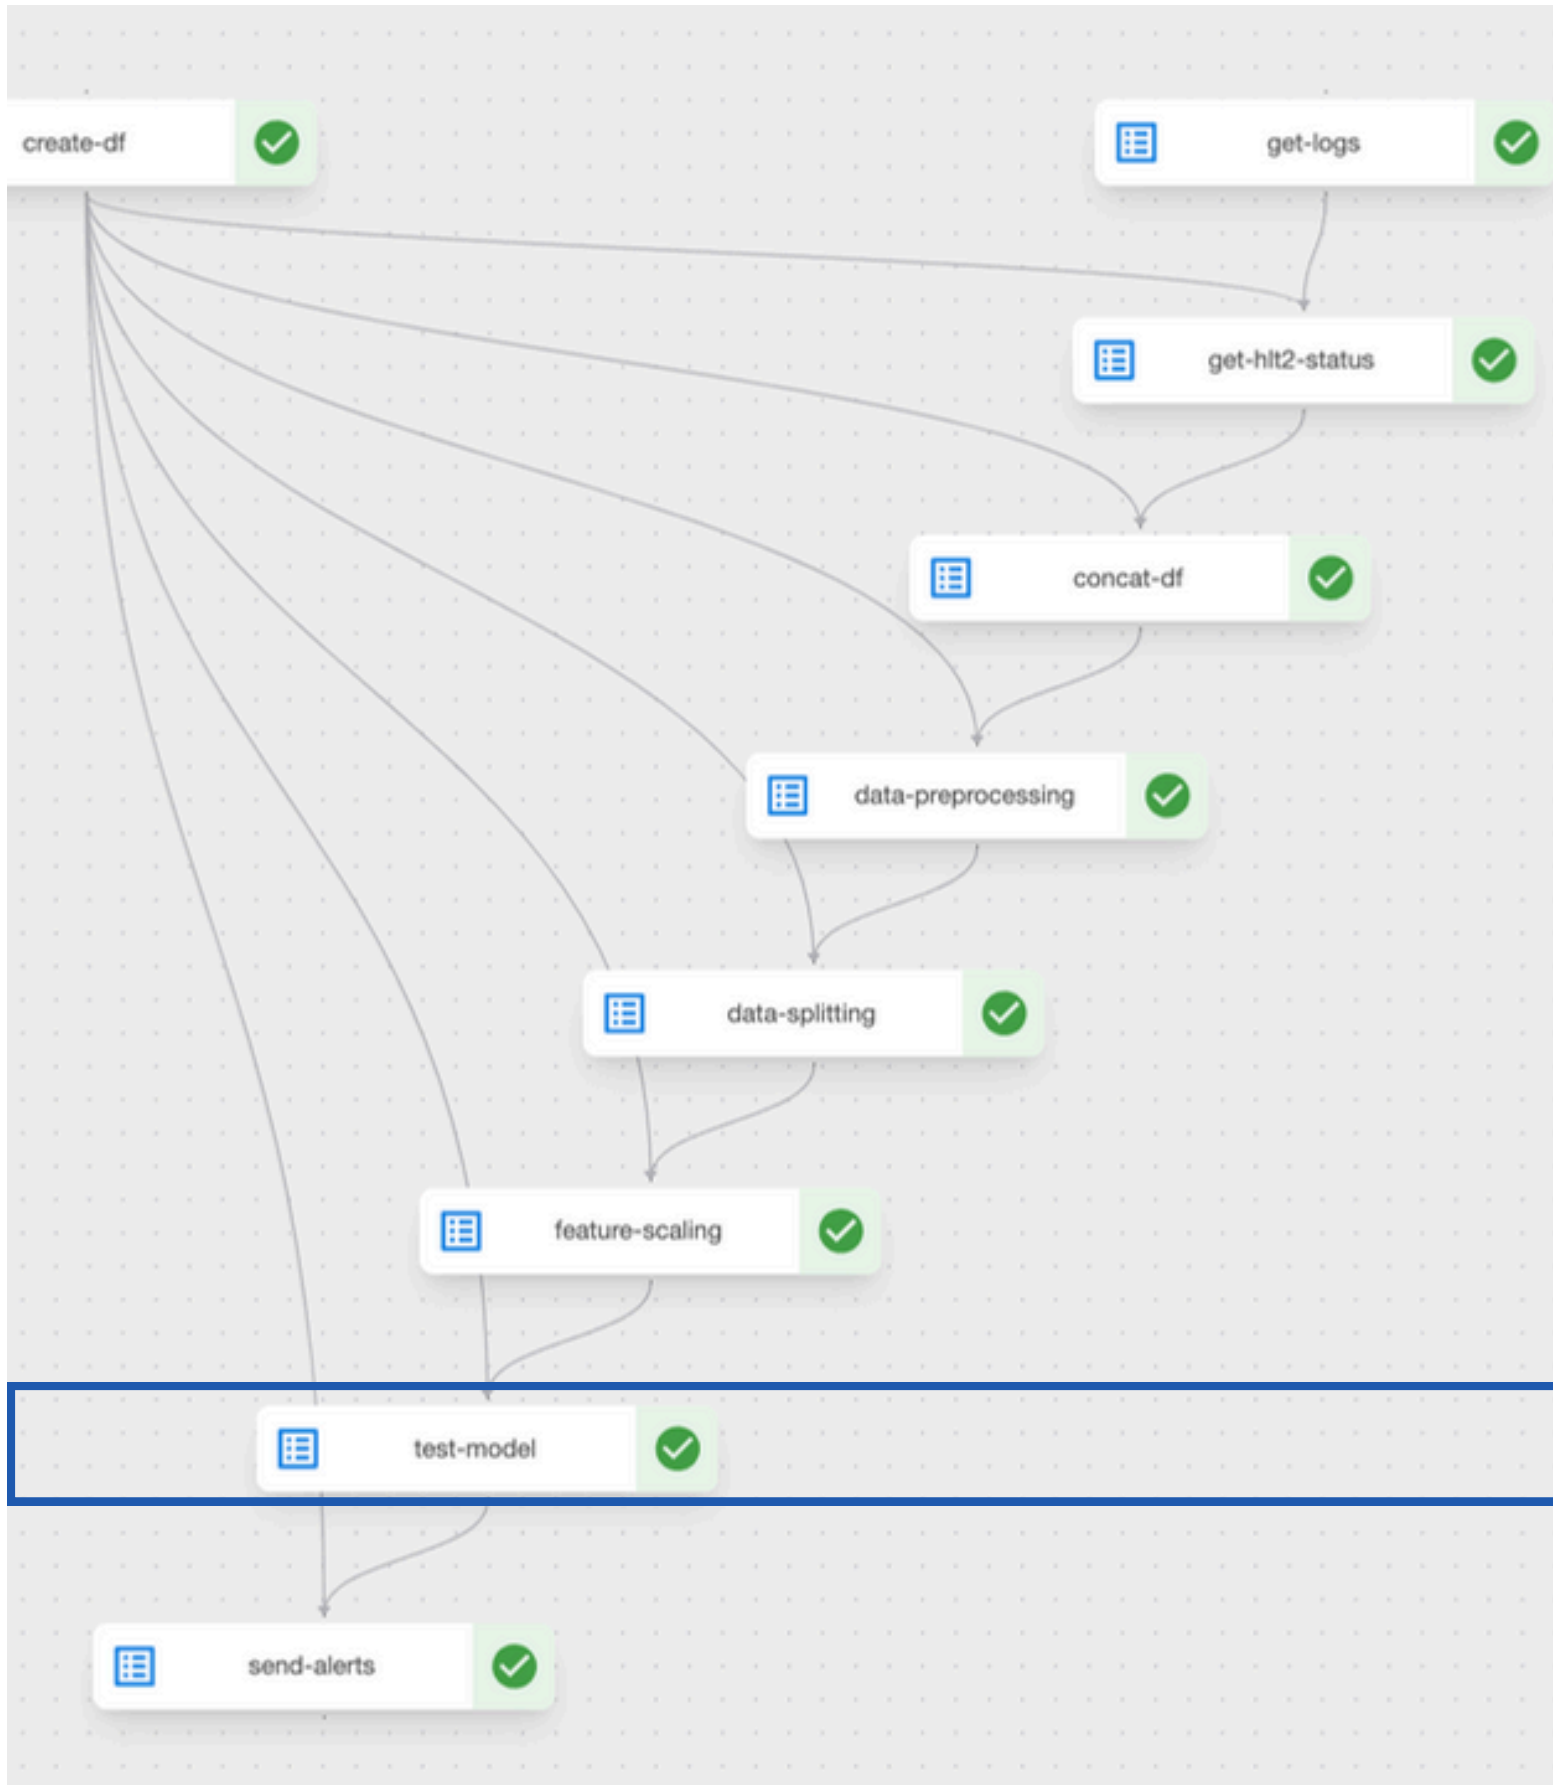 create-df
get-logs
get-hlt2-status
concat-df
data-preprocessing
data-splitting
feature-scaling
test-model
send-alerts